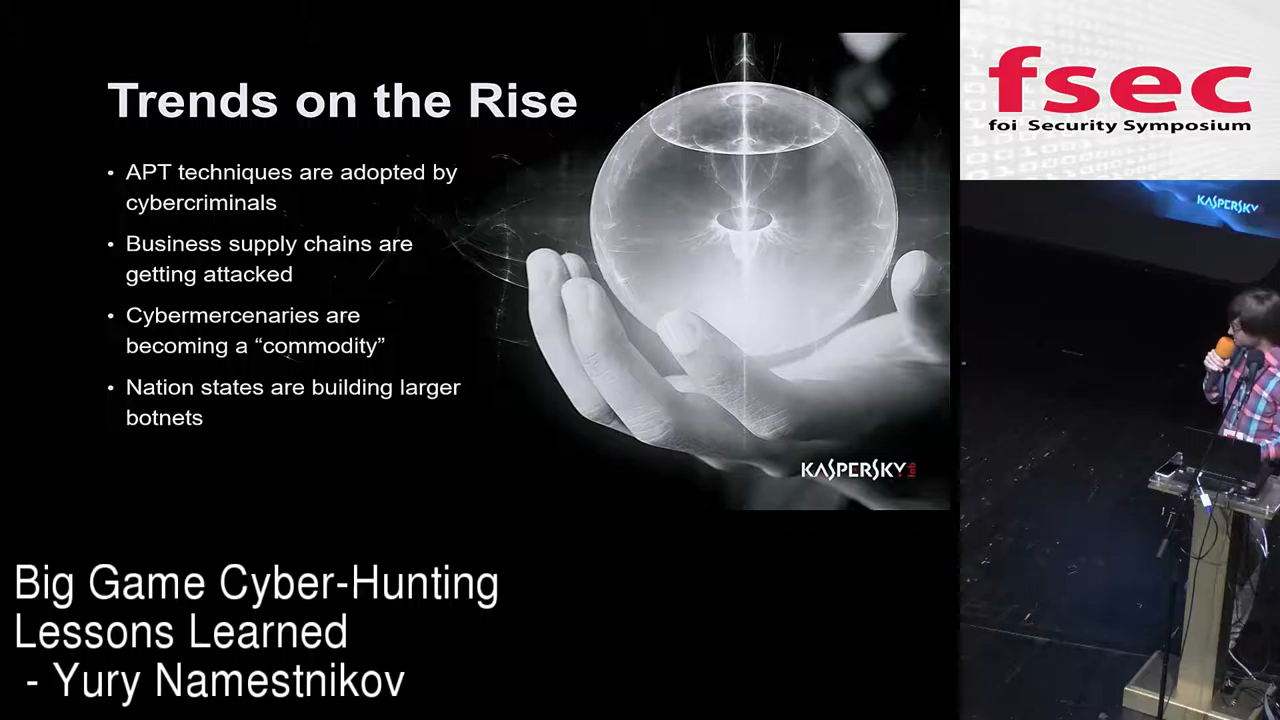 Trends on the Rise
• APT techniques are adopted by
cybercriminals
• Business supply chains are
getting attacked
• Cybermercenaries are
becoming a “commodity”
• Nation states are building larger
botnets
KASPERSKY lab
fsec
foi Security Symposium
KASPERSKY
Big Game Cyber-Hunting
Lessons Learned
- Yury Namestnikov